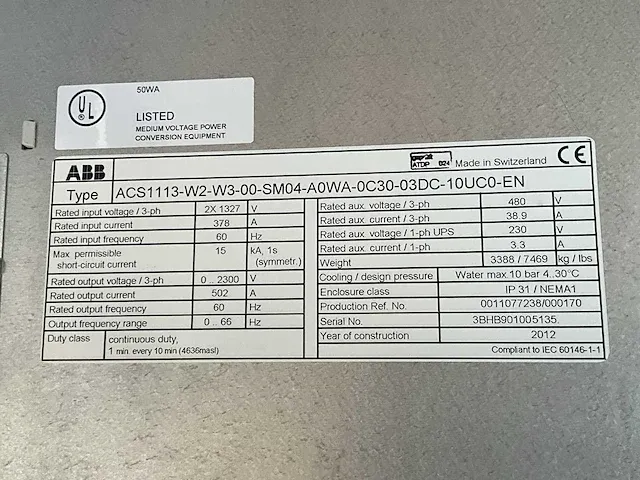 50WA
UL
LISTED
MEDIUM VOLTAGE POWER
CONVERSION EQUIPMENT
ABB
ATDP 024
Made in Switzerland CE
Type ACS1113-W2-W3-00-SM04-A0WA-0C30-03DC-10UC0-EN
Rated input voltage / 3-ph 2X 1327 V
Rated input current 378 A
Rated input frequency 60 Hz
Max permissible short-circuit current 15 kA, 1s (symmetr.)
Rated output voltage / 3-ph 0 .. 2300 V
Rated output current 502 A
Rated output frequency 60 Hz
Output frequency range 0 .. 66 Hz
Duty class continuous duty,
1 min. every 10 min (4636masl)
Rated aux. voltage / 3-ph 480 V
Rated aux. current / 3-ph 38.9 A
Rated aux. voltage / 1-ph UPS 230 V
Rated aux. current / 1-ph 3.3 A
Weight 3388 / 7469 kg / lbs
Cooling / design pressure Water max.10 bar 4..30°C
Enclosure class IP 31 / NEMA1
Production Ref. No. 0011077238/000170
Serial No. 3BHB901005135
Year of construction 2012
Compliant to IEC 60146-1-1